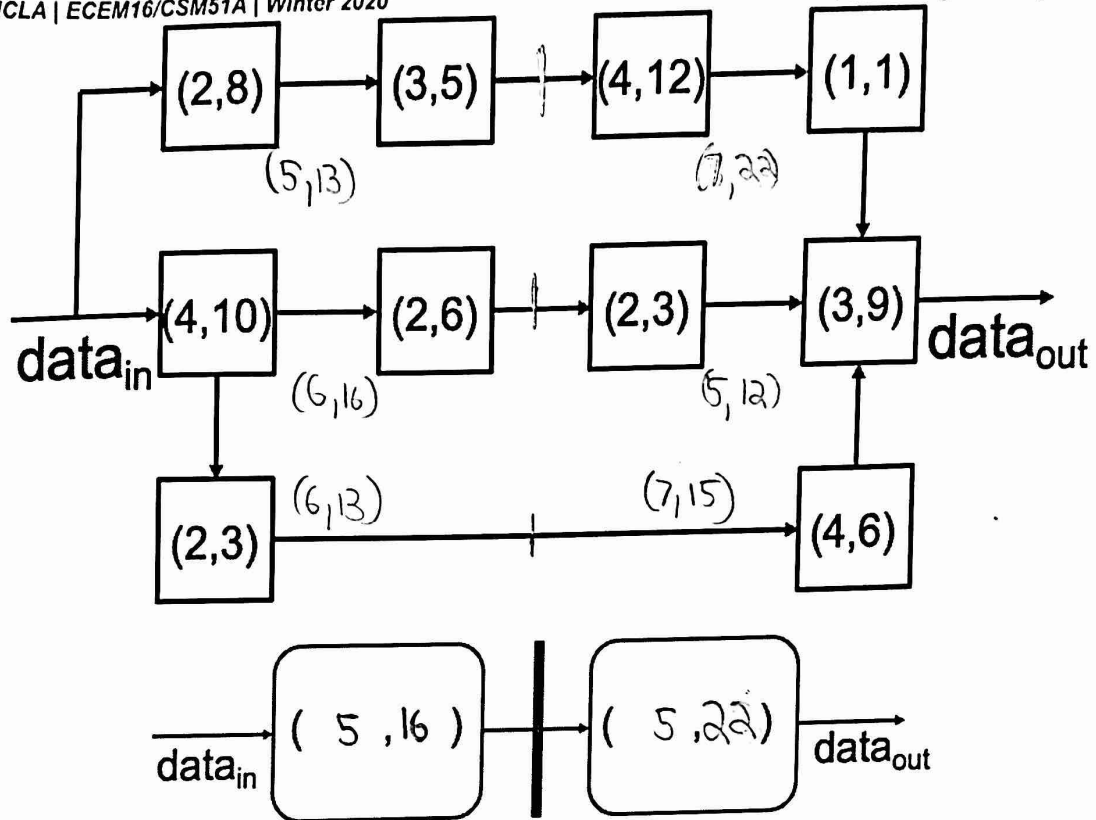 UCLA | ECEM16/CSM51A | Winter 2020
(2,8) (3,5) (4,12) (1,1)
(5,13) (7,22)
(4,10) (2,6) (2,3) (3,9)
data_in data_out
(6,16) (5,12)
(6,13) (7,15)
(2,3) (4,6)
( 5 ,16 ) ( 5 ,22)
data_in data_out